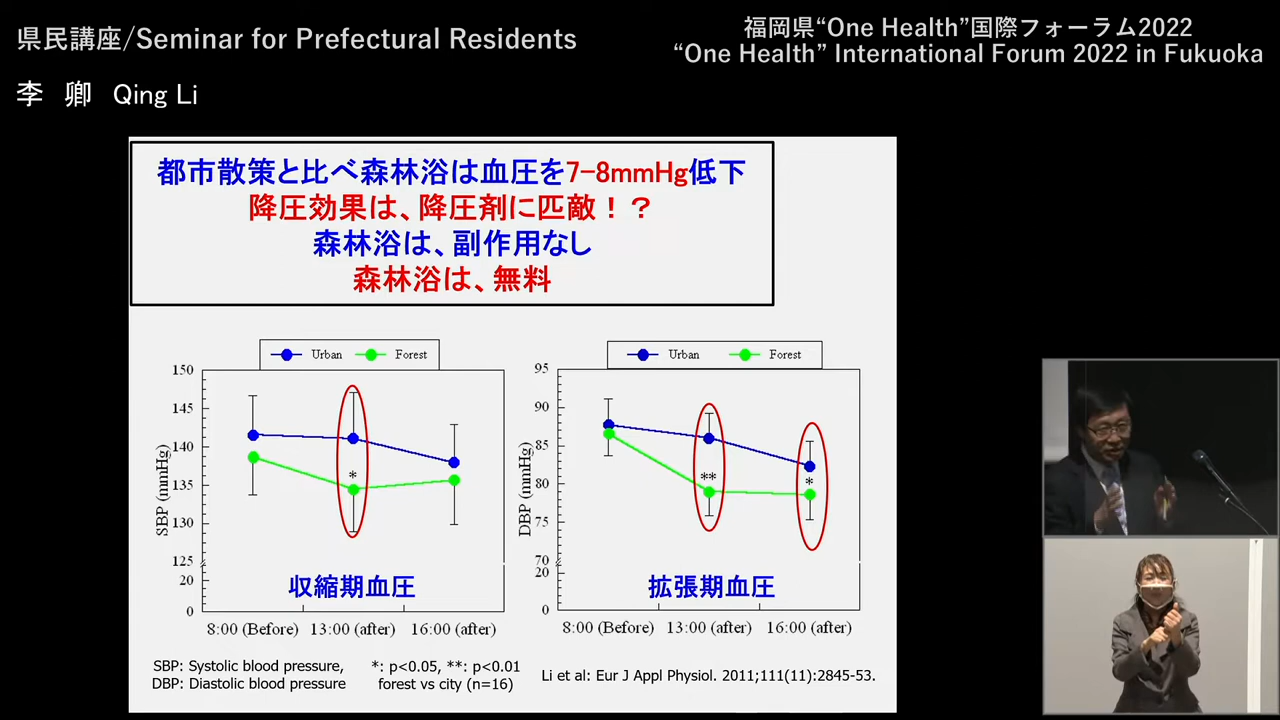 県民講座/Seminar for Prefectural Residents
福岡県“One Health”国際フォーラム2022
“One Health” International Forum 2022 in Fukuoka
李 卿 Qing Li
都市散策と比べ森林浴は血圧を7-8mmHg低下
降圧効果は、降圧剤に匹敵！？
森林浴は、副作用なし
森林浴は、無料
Urban Forest
150
145
140
135
130
125
20
0
SBP (mmHg)
*
収縮期血圧
8:00 (Before) 13:00 (after) 16:00 (after)
Urban Forest
95
90
85
80
75
70
20
0
DBP (mmHg)
**
*
拡張期血圧
8:00 (Before) 13:00 (after) 16:00 (after)
SBP: Systolic blood pressure,
DBP: Diastolic blood pressure
*: p<0.05, **: p<0.01
forest vs city (n=16)
Li et al: Eur J Appl Physiol. 2011;111(11):2845-53.